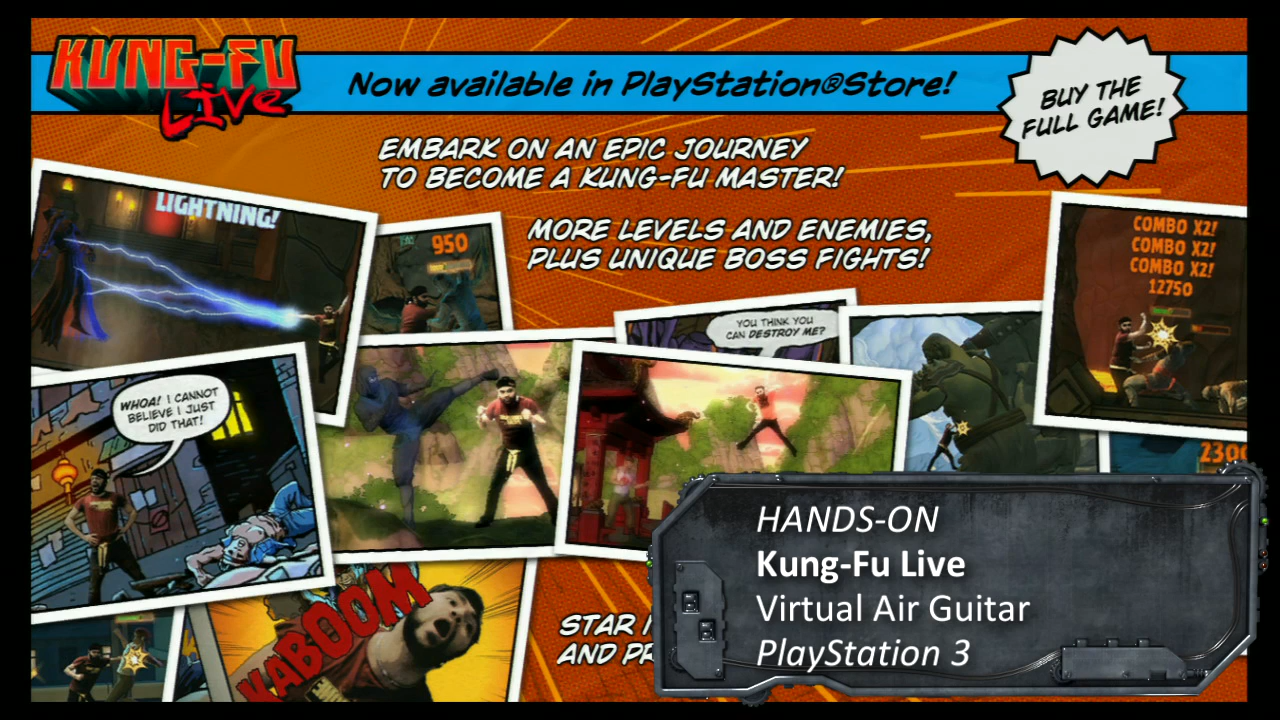 KUNG-FU
LIVE
Now available in PlayStation®Store!
BUY THE
FULL GAME!
EMBARK ON AN EPIC JOURNEY
TO BECOME A KUNG-FU MASTER!
MORE LEVELS AND ENEMIES,
PLUS UNIQUE BOSS FIGHTS!
LIGHTNING!
950
COMBO X2!
COMBO X2!
COMBO X2!
12750
YOU THINK YOU
CAN DESTROY ME?
WHOA! I CANNOT
BELIEVE I JUST
DID THAT!
2300
KABOOM
STAR
AND PR
HANDS-ON
Kung-Fu Live
Virtual Air Guitar
PlayStation 3